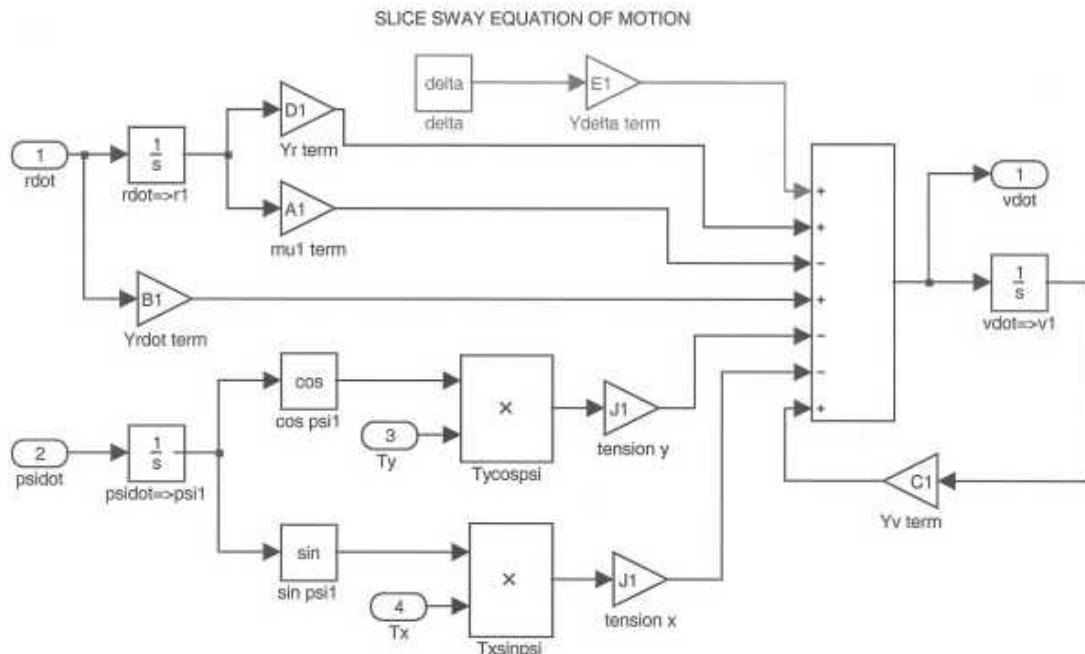 SLICE SWAY EQUATION OF MOTION
delta
delta
E1
Ydelta term
D1
Yr term
1
rdot
1
s
rdot=>r1
A1
mu1 term
B1
Yrdot term
+
+
−
+
−
−
+
1
vdot
1
s
vdot=>v1
cos
cos psi1
×
Tycospsi
3
Ty
J1
tension y
2
psidot
1
s
psidot=>psi1
C1
Yv term
sin
sin psi1
×
Txsinpsi
4
Tx
J1
tension x